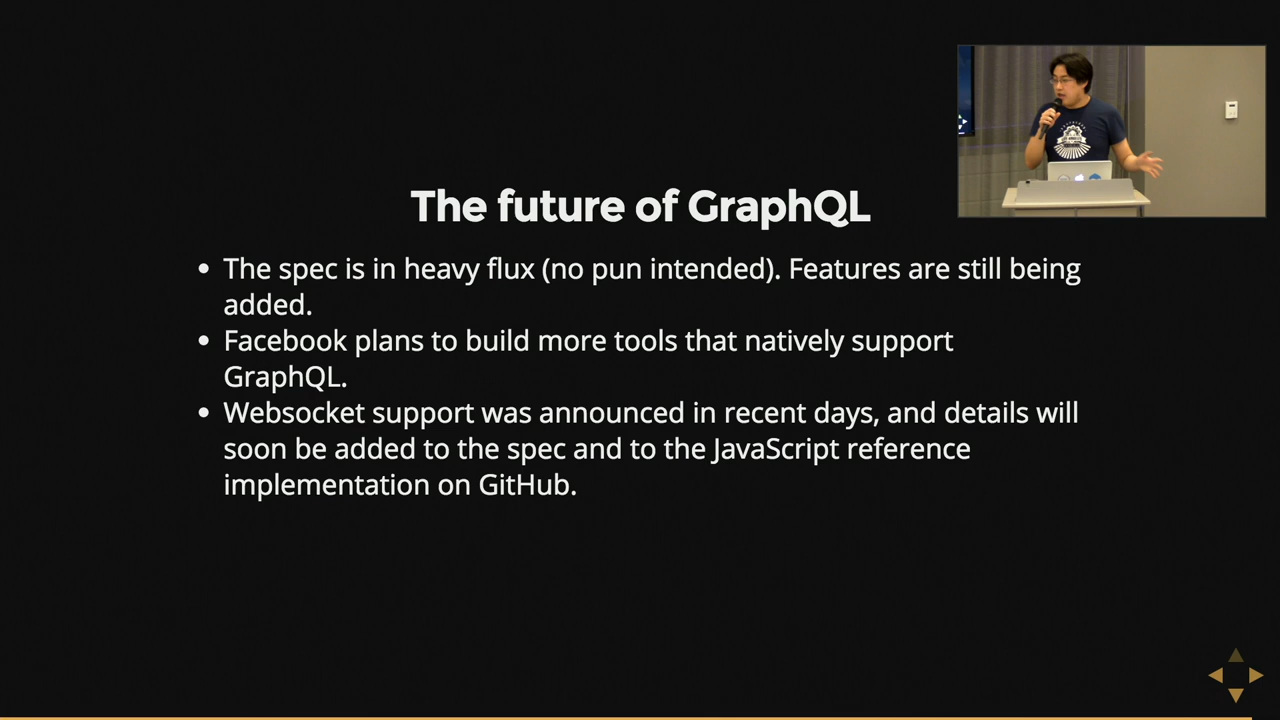 The future of GraphQL
The spec is in heavy flux (no pun intended). Features are still being
added.
Facebook plans to build more tools that natively support
GraphQL.
Websocket support was announced in recent days, and details will
soon be added to the spec and to the JavaScript reference
implementation on GitHub.